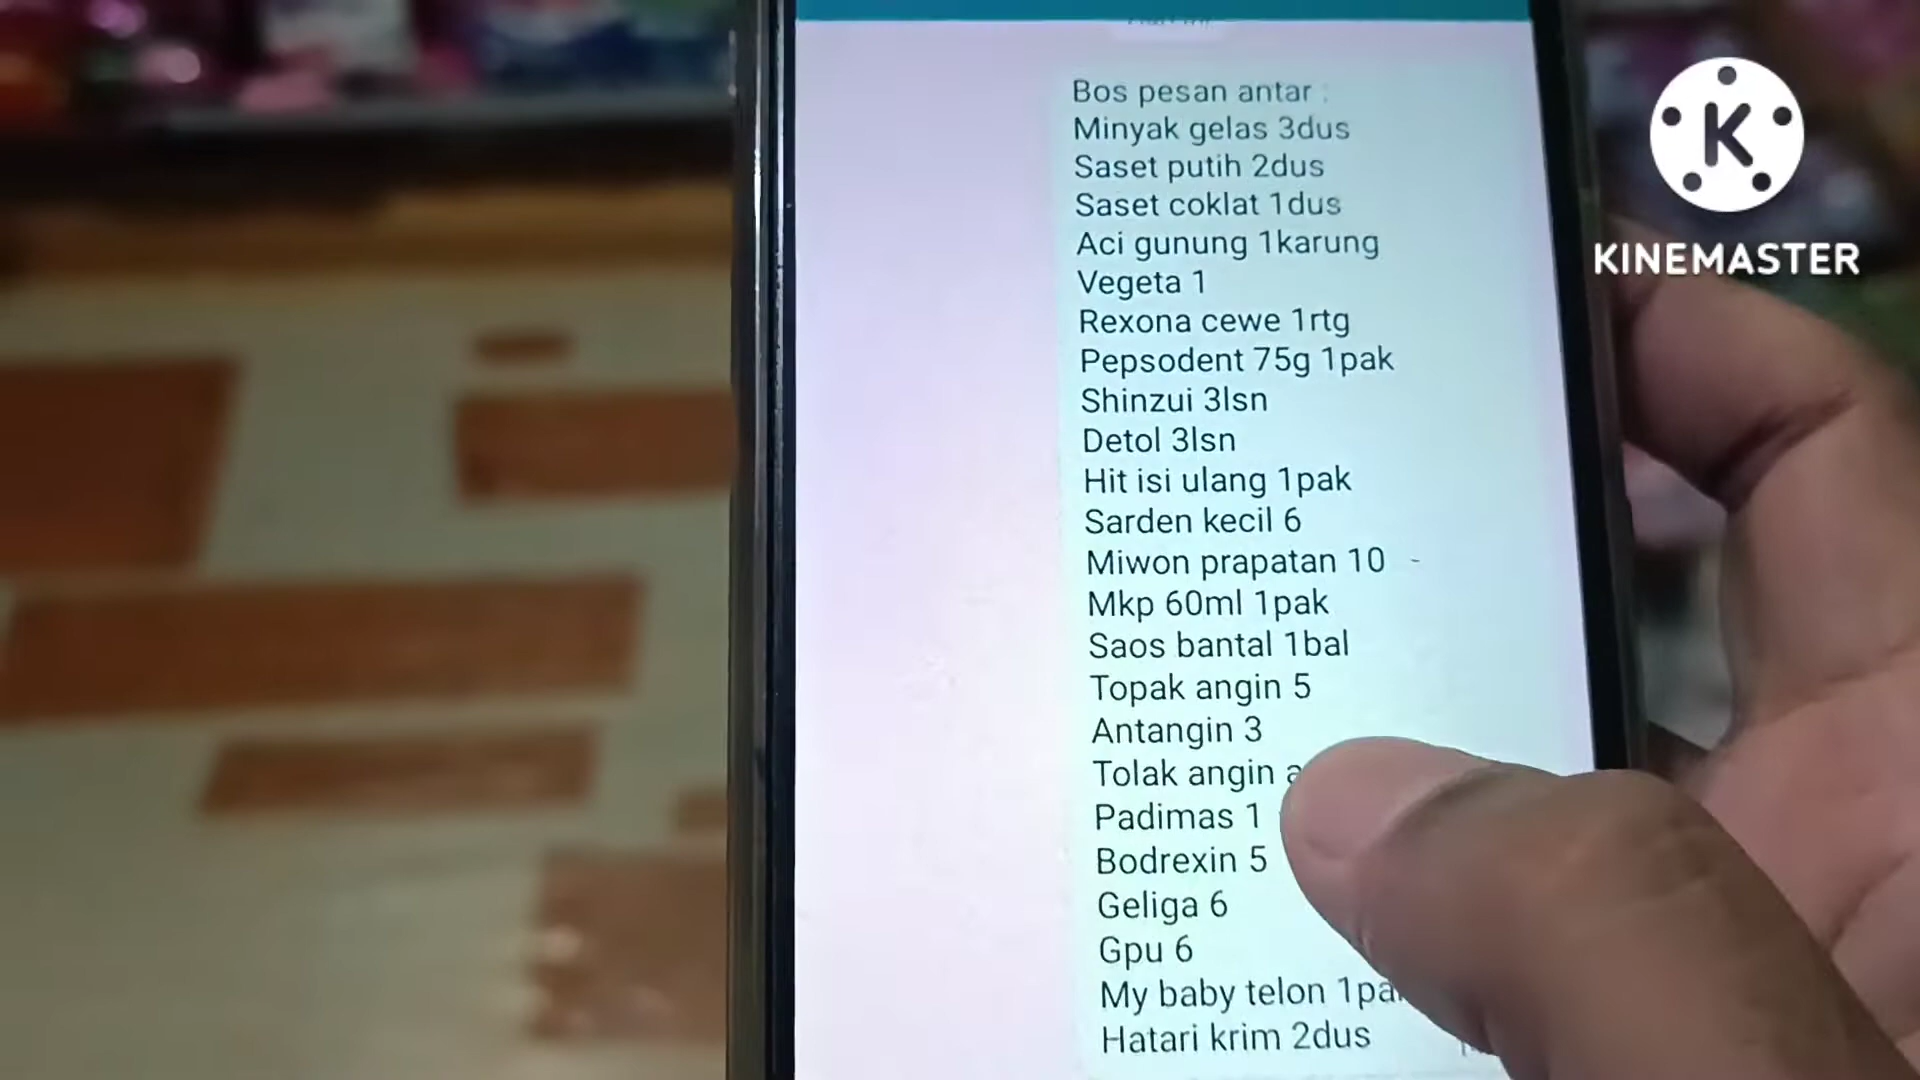 Bos pesan antar :
Minyak gelas 3dus
Saset putih 2dus
Saset coklat 1dus
Aci gunung 1karung
Vegeta 1
Rexona cewe 1rtg
Pepsodent 75g 1pak
Shinzui 3lsn
Detol 3lsn
Hit isi ulang 1pak
Sarden kecil 6
Miwon prapatan 10 -
Mkp 60ml 1pak
Saos bantal 1bal
Topak angin 5
Antangin 3
Tolak angin
Padimas 1
Bodrexin 5
Geliga 6
Gpu 6
My baby telon
Hatari krim 2dus
K
KINEMASTER